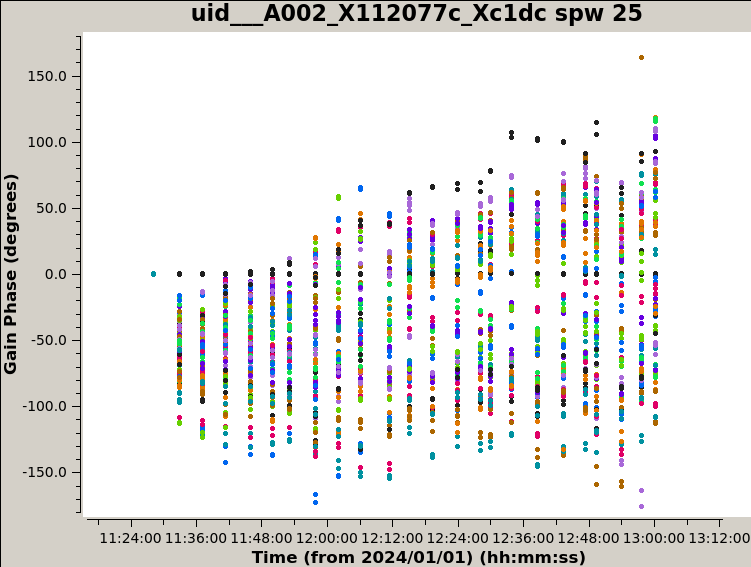 uid___A002_X112077c_Xc1dc spw 25
Gain Phase (degrees)
150.0
100.0
50.0
0.0
-50.0
-100.0
-150.0
11:24:00 11:36:00 11:48:00 12:00:00 12:12:00 12:24:00 12:36:00 12:48:00 13:00:00 13:12:00
Time (from 2024/01/01) (hh:mm:ss)